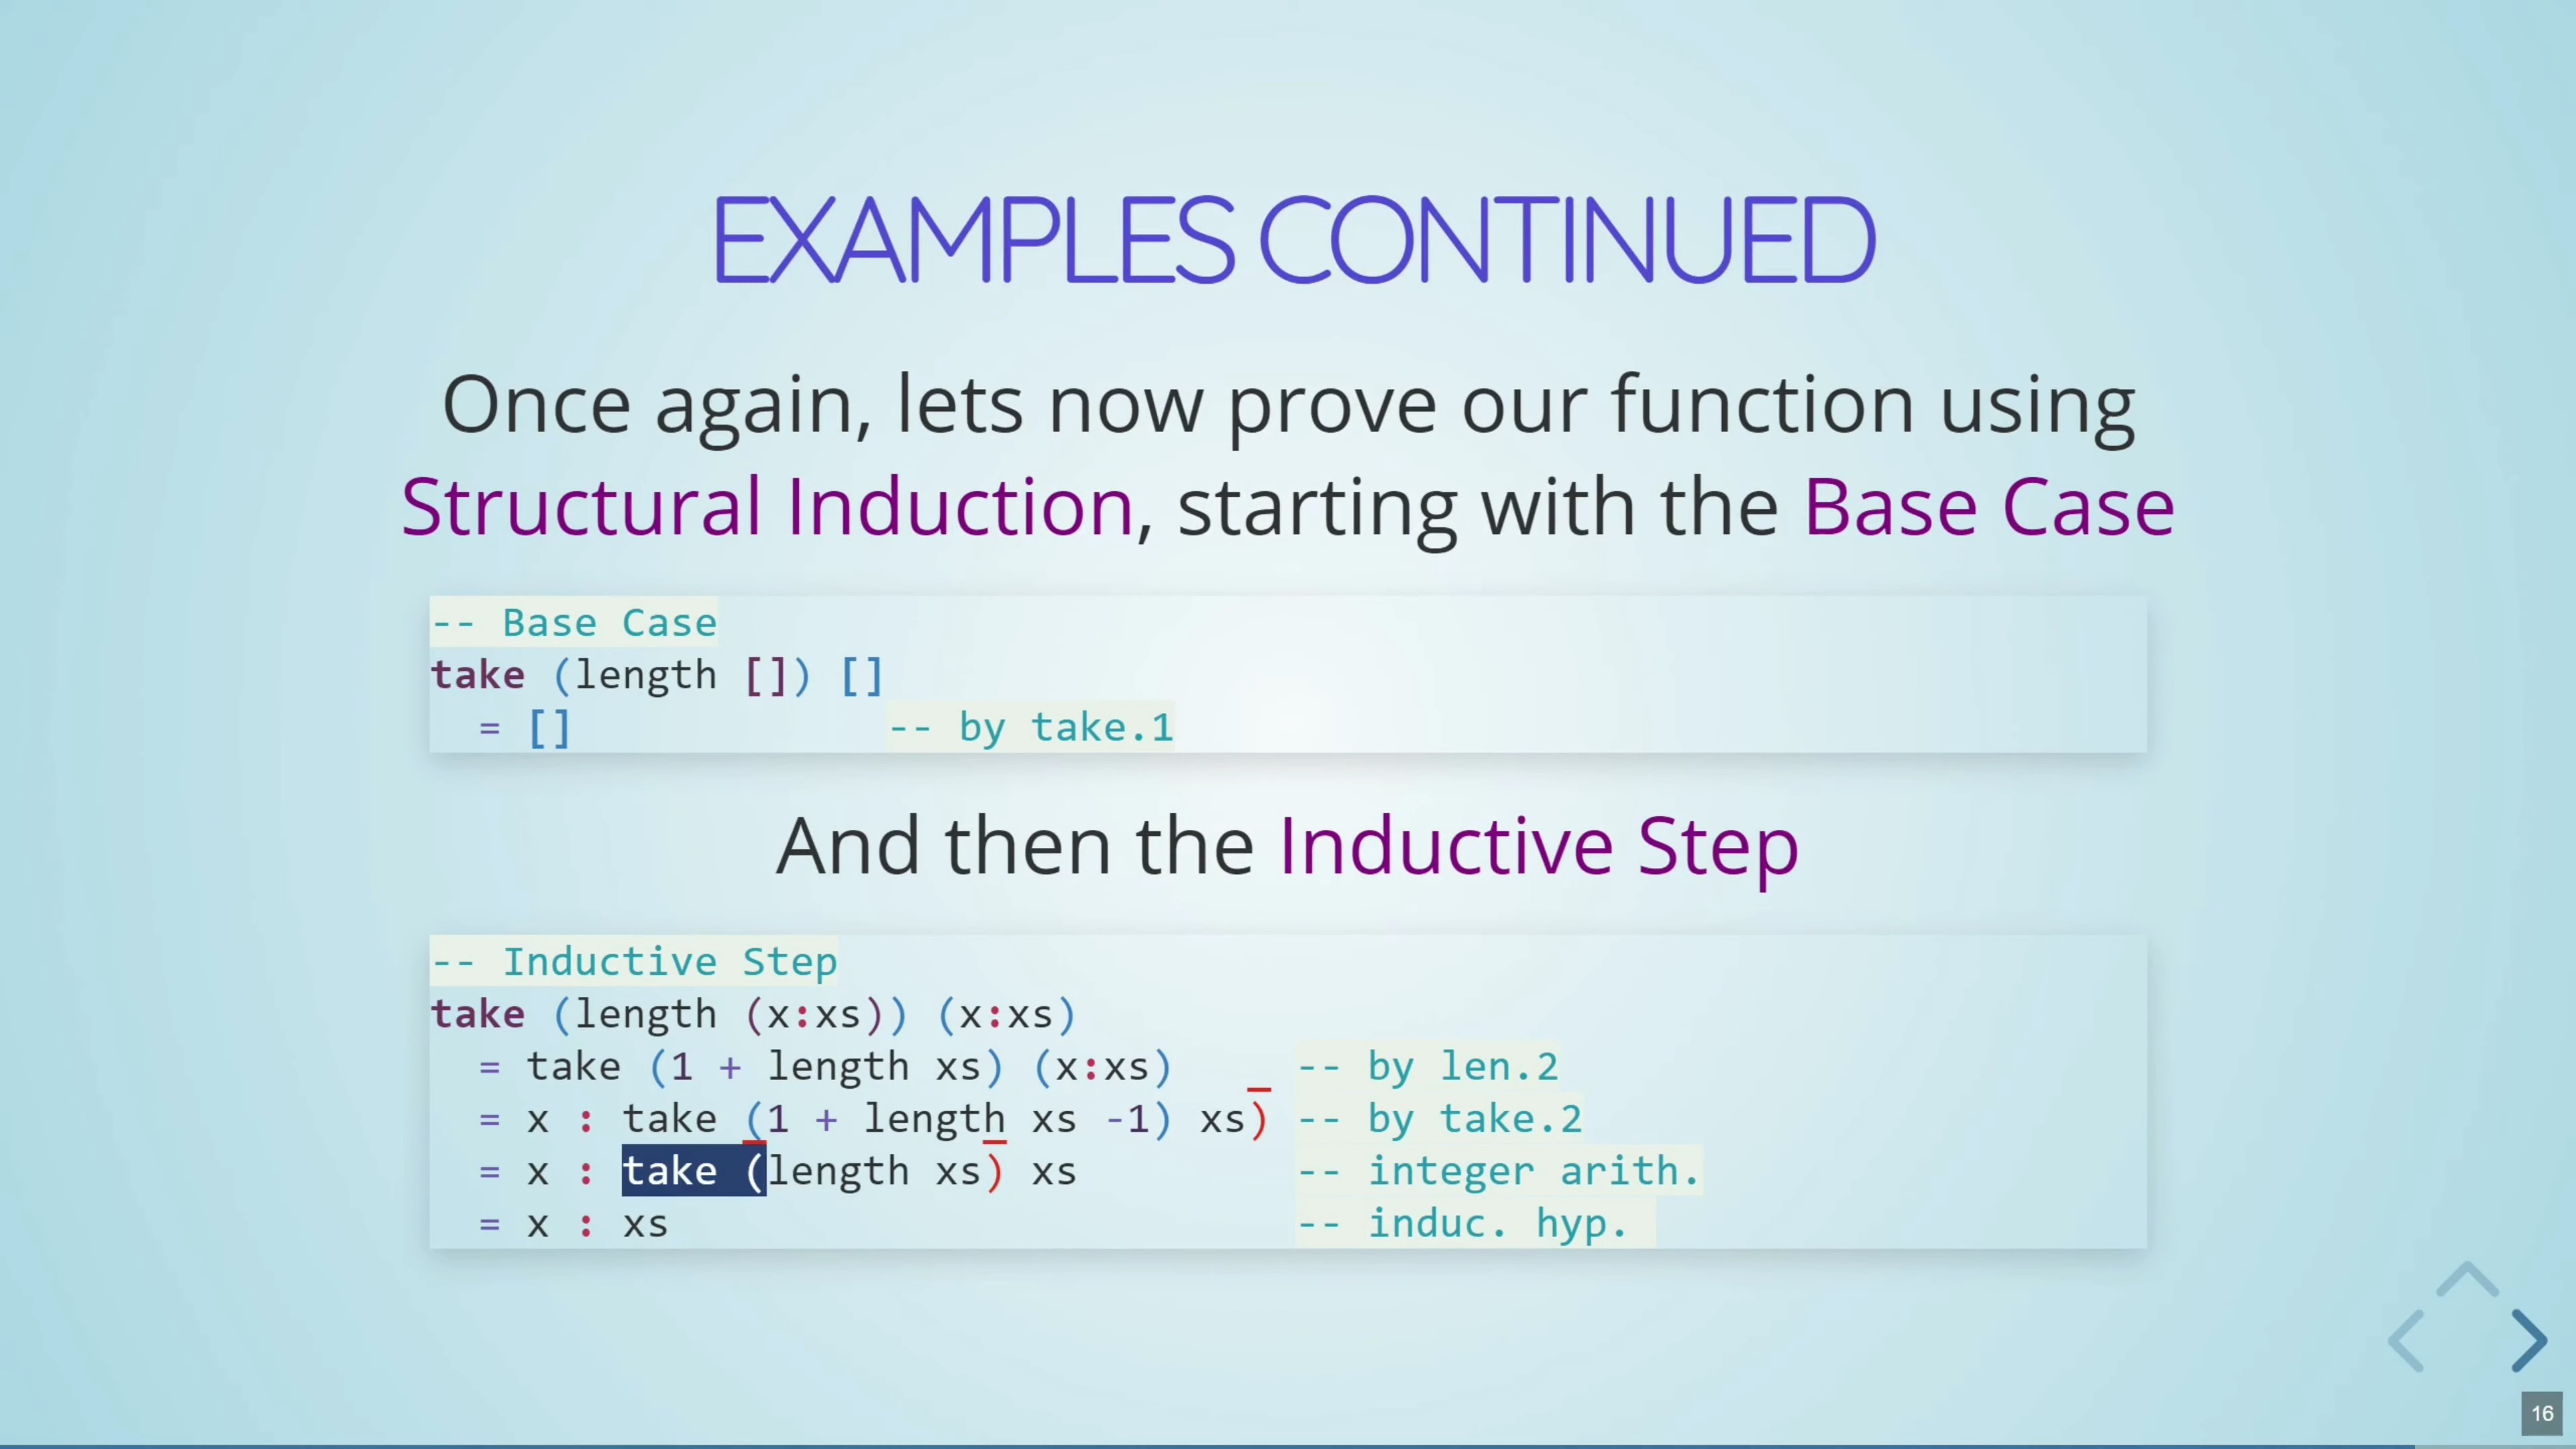 EXAMPLES CONTINUED
Once again, lets now prove our function using
Structural Induction, starting with the Base Case
-- Base Case
take (length []) []
  = []             -- by take.1
And then the Inductive Step
-- Inductive Step
take (length (x:xs)) (x:xs)
  = take (1 + length xs) (x:xs)     -- by len.2
  = x : take (1 + length xs -1) xs) -- by take.2
  = x : take (length xs) xs         -- integer arith.
  = x : xs                          -- induc. hyp.
16